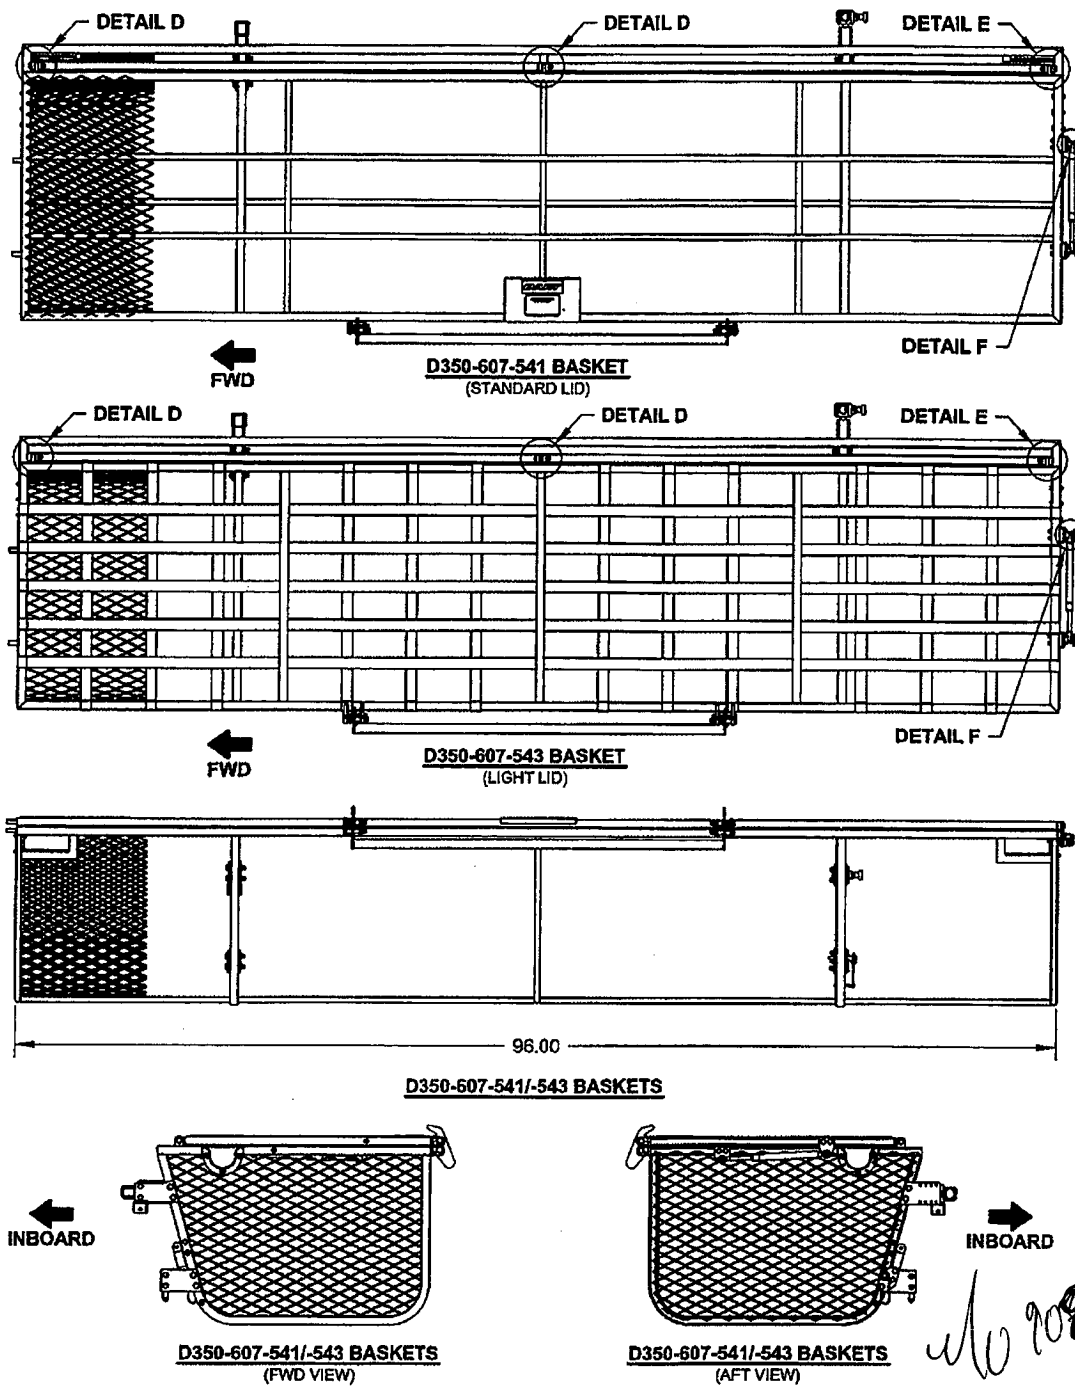 DETAIL D
DETAIL D
DETAIL E
DETAIL F
FWD
D350-607-541 BASKET
(STANDARD LID)
DETAIL D
DETAIL D
DETAIL E
DETAIL F
FWD
D350-607-543 BASKET
(LIGHT LID)
96.00
D350-607-541/-543 BASKETS
INBOARD
INBOARD
D350-607-541/-543 BASKETS
(FWD VIEW)
D350-607-541/-543 BASKETS
(AFT VIEW)